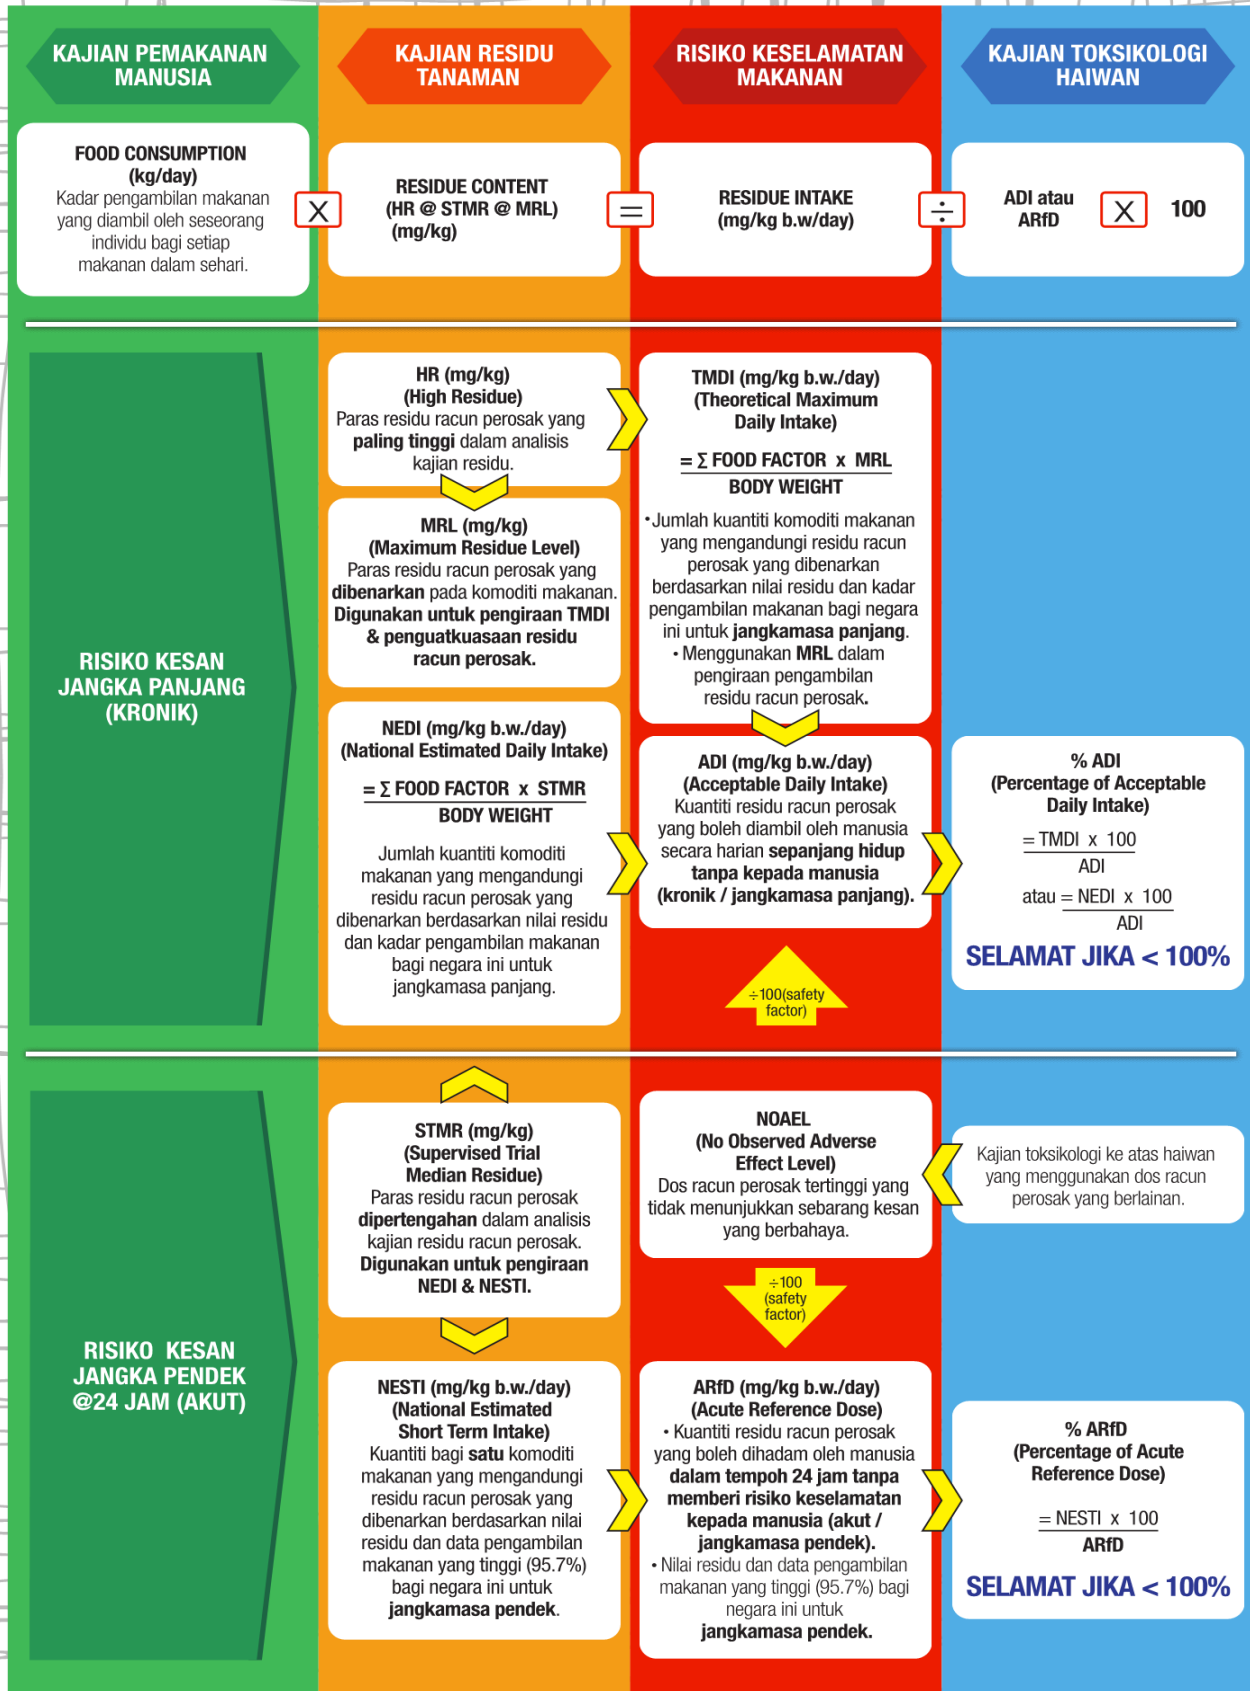 KAJIAN PEMAKANAN
MANUSIA
KAJIAN RESIDU
TANAMAN
RISIKO KESELAMATAN
MAKANAN
KAJIAN TOKSIKOLOGI
HAIWAN
FOOD CONSUMPTION
(kg/day)
Kadar pengambilan makanan
yang diambil oleh seseorang
individu bagi setiap
makanan dalam sehari.
X
RESIDUE CONTENT
(HR @ STMR @ MRL)
(mg/kg)
=
RESIDUE INTAKE
(mg/kg b.w/day)
÷
ADI atau
ARfD
X
100
RISIKO KESAN
JANGKA PANJANG
(KRONIK)
HR (mg/kg)
(High Residue)
Paras residu racun perosak yang
paling tinggi dalam analisis
kajian residu.
MRL (mg/kg)
(Maximum Residue Level)
Paras residu racun perosak yang
dibenarkan pada komoditi makanan.
Digunakan untuk pengiraan TMDI
& penguatkuasaan residu
racun perosak.
NEDI (mg/kg b.w./day)
(National Estimated Daily Intake)
= Σ FOOD FACTOR x STMR
BODY WEIGHT
Jumlah kuantiti komoditi
makanan yang mengandungi
residu racun perosak yang
dibenarkan berdasarkan nilai residu
dan kadar pengambilan makanan
bagi negara ini untuk
jangkamasa panjang.
TMDI (mg/kg b.w./day)
(Theoretical Maximum
Daily Intake)
= Σ FOOD FACTOR x MRL
BODY WEIGHT
• Jumlah kuantiti komoditi makanan
yang mengandungi residu racun
perosak yang dibenarkan
berdasarkan nilai residu dan kadar
pengambilan makanan bagi negara
ini untuk jangkamasa panjang.
• Menggunakan MRL dalam
pengiraan pengambilan
residu racun perosak.
ADI (mg/kg b.w./day)
(Acceptable Daily Intake)
Kuantiti residu racun perosak
yang boleh diambil oleh manusia
secara harian sepanjang hidup
tanpa kepada manusia
(kronik / jangkamasa panjang).
÷100(safety
factor)
% ADI
(Percentage of Acceptable
Daily Intake)
= TMDI x 100
ADI
atau = NEDI x 100
ADI
SELAMAT JIKA < 100%
RISIKO KESAN
JANGKA PENDEK
@24 JAM (AKUT)
STMR (mg/kg)
(Supervised Trial
Median Residue)
Paras residu racun perosak
dipertengahan dalam analisis
kajian residu racun perosak.
Digunakan untuk pengiraan
NEDI & NESTI.
NESTI (mg/kg b.w./day)
(National Estimated
Short Term Intake)
Kuantiti bagi satu komoditi
makanan yang mengandungi
residu racun perosak yang
dibenarkan berdasarkan nilai
residu dan data pengambilan
makanan yang tinggi (95.7%)
bagi negara ini untuk
jangkamasa pendek.
NOAEL
(No Observed Adverse
Effect Level)
Dos racun perosak tertinggi yang
tidak menunjukkan sebarang kesan
yang berbahaya.
÷100
(safety
factor)
ARfD (mg/kg b.w./day)
(Acute Reference Dose)
• Kuantiti residu racun perosak
yang boleh dihadam oleh manusia
dalam tempoh 24 jam tanpa
memberi risiko keselamatan
kepada manusia (akut /
jangkamasa pendek).
• Nilai residu dan data pengambilan
makanan yang tinggi (95.7%) bagi
negara ini untuk
jangkamasa pendek.
Kajian toksikologi ke atas haiwan
yang menggunakan dos racun
perosak yang berlainan.
% ARfD
(Percentage of Acute
Reference Dose)
= NESTI x 100
ARfD
SELAMAT JIKA < 100%